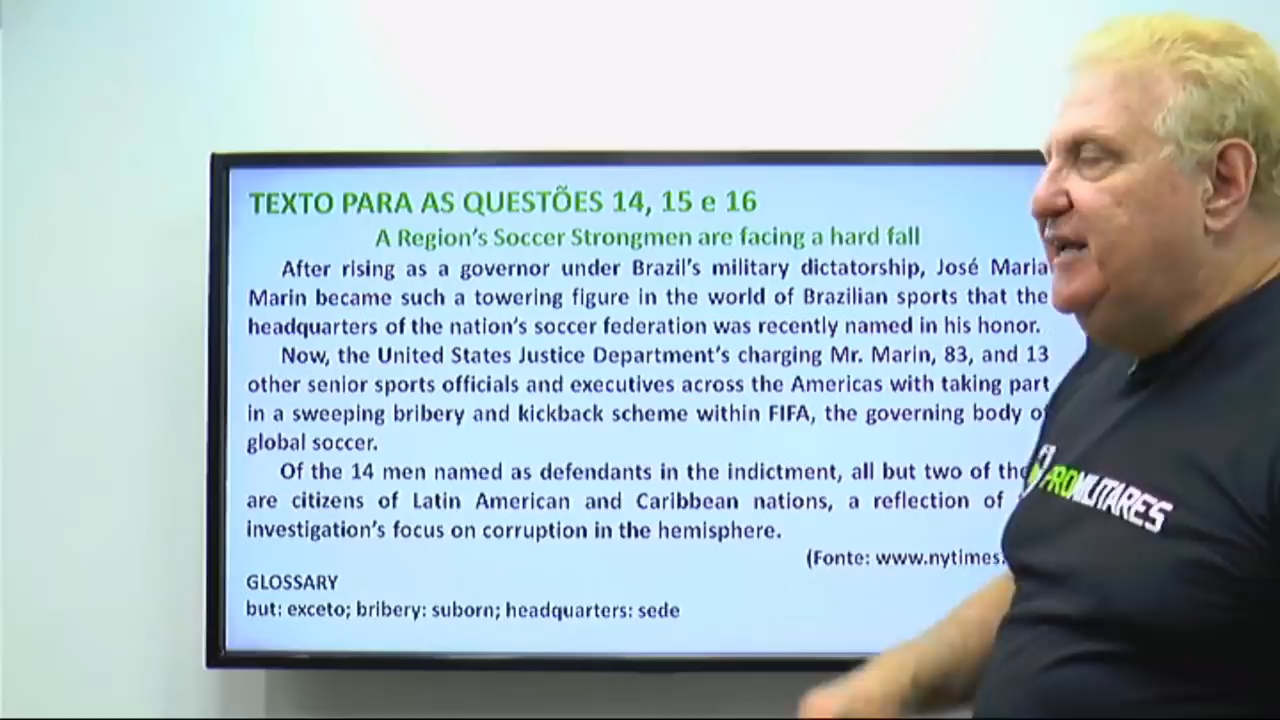 TEXTO PARA AS QUESTÕES 14, 15 e 16
A Region's Soccer Strongmen are facing a hard fall
After rising as a governor under Brazil's military dictatorship, José Maria
Marin became such a towering figure in the world of Brazilian sports that the
headquarters of the nation's soccer federation was recently named in his honor.
Now, the United States Justice Department's charging Mr. Marin, 83, and 13
other senior sports officials and executives across the Americas with taking part
in a sweeping bribery and kickback scheme within FIFA, the governing body of
global soccer.
Of the 14 men named as defendants in the indictment, all but two of
are citizens of Latin American and Caribbean nations, a reflection of
investigation's focus on corruption in the hemisphere.
(Fonte: www.nytimes.
GLOSSARY
but: exceto; bribery: suborn; headquarters: sede
PROMILITARES